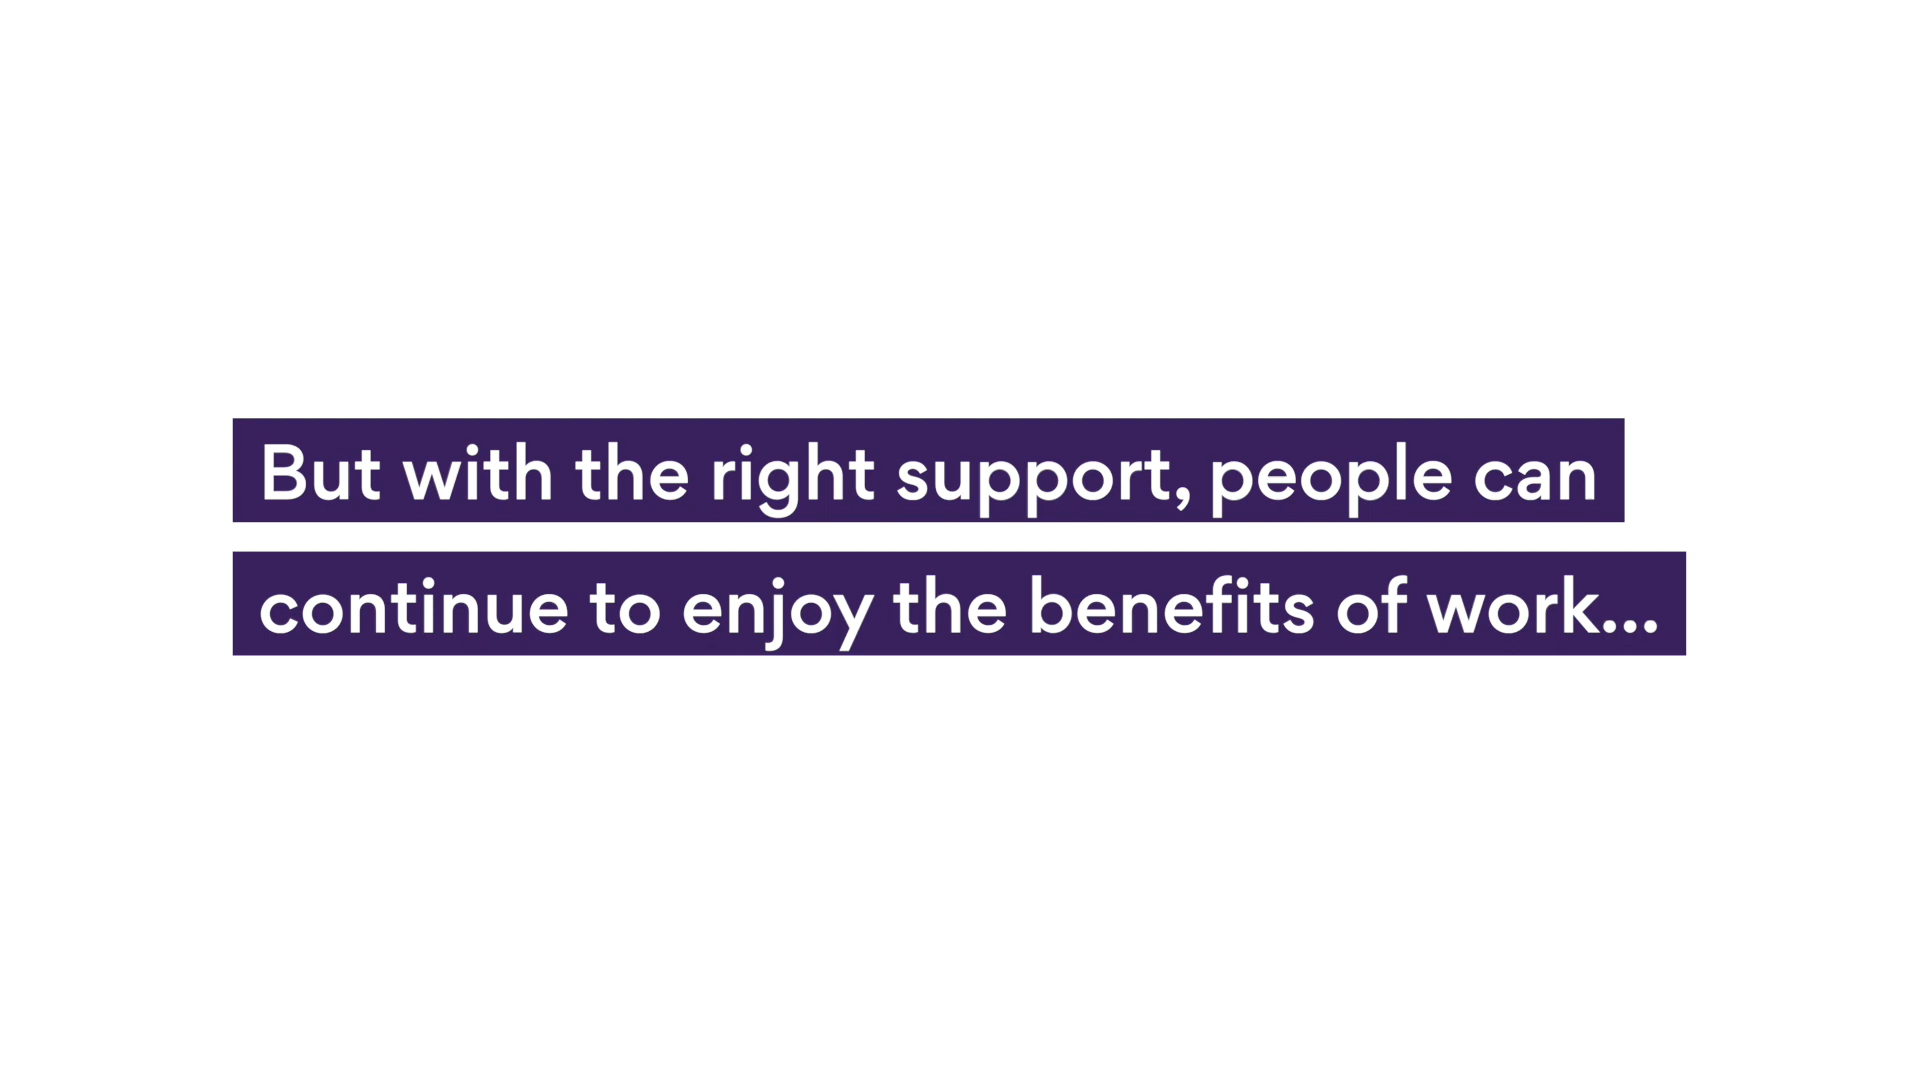 But with the right support, people can
continue to enjoy the benefits of work...